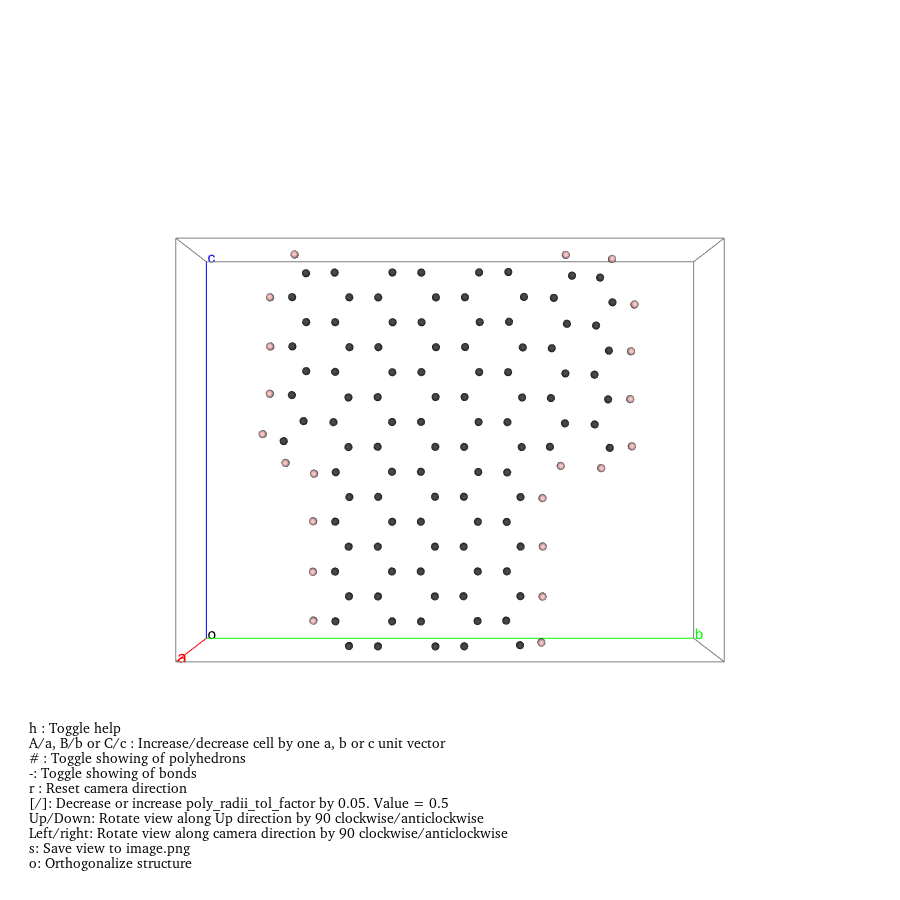 c
o
b
a
h : Toggle help
A/a, B/b or C/c : Increase/decrease cell by one a, b or c unit vector
# : Toggle showing of polyhedrons
-: Toggle showing of bonds
r : Reset camera direction
[/]: Decrease or increase poly_radii_tol_factor by 0.05. Value = 0.5
Up/Down: Rotate view along Up direction by 90 clockwise/anticlockwise
Left/right: Rotate view along camera direction by 90 clockwise/anticlockwise
s: Save view to image.png
o: Orthogonalize structure